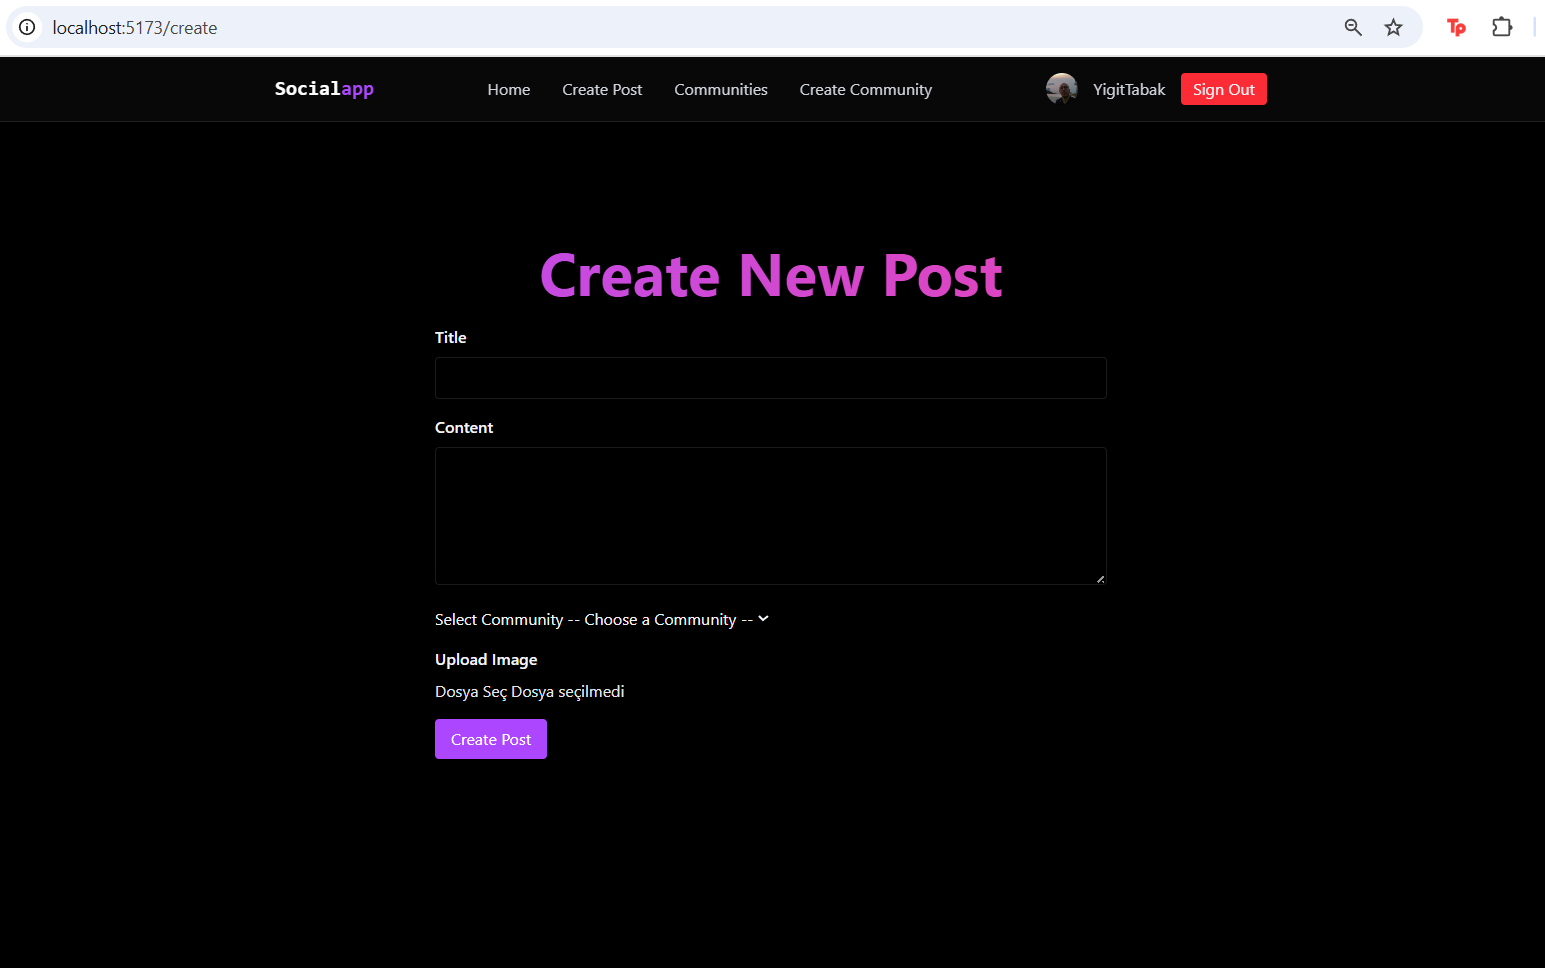 localhost:5173/create
Tp
Socialapp Home Create Post Communities Create Community YigitTabak Sign Out
Create New Post
Title
Content
Select Community -- Choose a Community --
Upload Image
Dosya Seç Dosya seçilmedi
Create Post